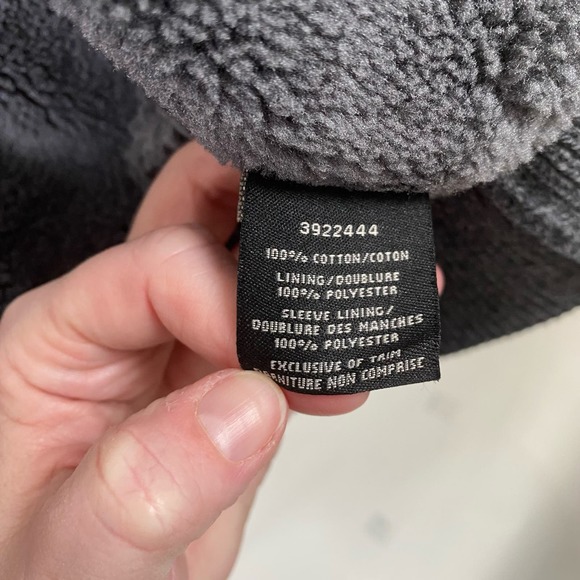 3922444
100% COTTON/COTON
LINING/DOUBLURE
100% POLYESTER
SLEEVE LINING/
DOUBLURE DES MANCHES
100% POLYESTER
EXCLUSIVE OF TRIM
NON COMPRISE